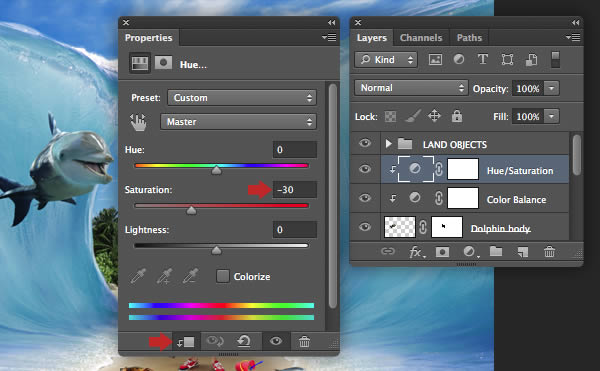 Properties
Hue...
Preset: Custom
Master
Hue: 0
Saturation: -30
Lightness: 0
Colorize
Layers Channels Paths
Kind
Normal Opacity: 100%
Lock: Fill: 100%
LAND OBJECTS
Hue/Saturation
Color Balance
Dolphin body
fx